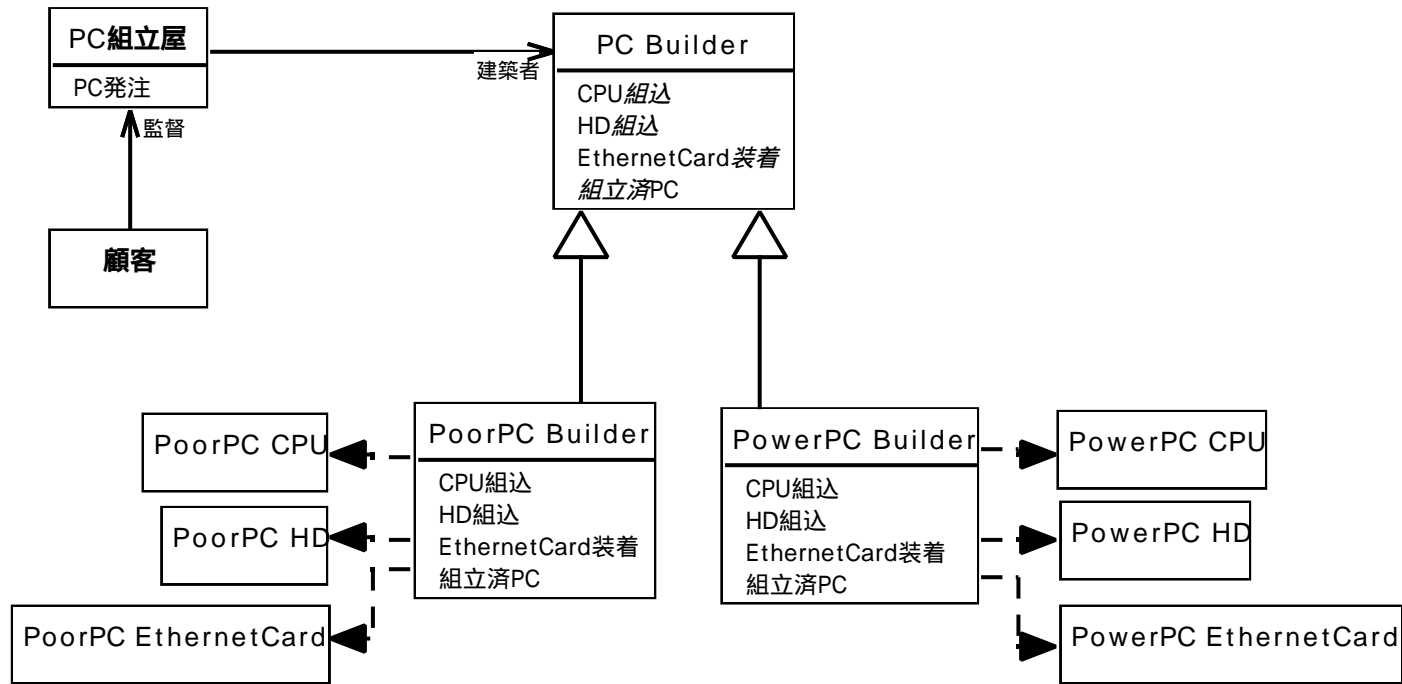 PC組立屋
PC発注
監督
顧客
建築者
PC Builder
CPU組込
HD組込
EthernetCard装着
組立済PC
PoorPC CPU
PoorPC HD
PoorPC EthernetCard
PoorPC Builder
CPU組込
HD組込
EthernetCard装着
組立済PC
PowerPC Builder
CPU組込
HD組込
EthernetCard装着
組立済PC
PowerPC CPU
PowerPC HD
PowerPC EthernetCard